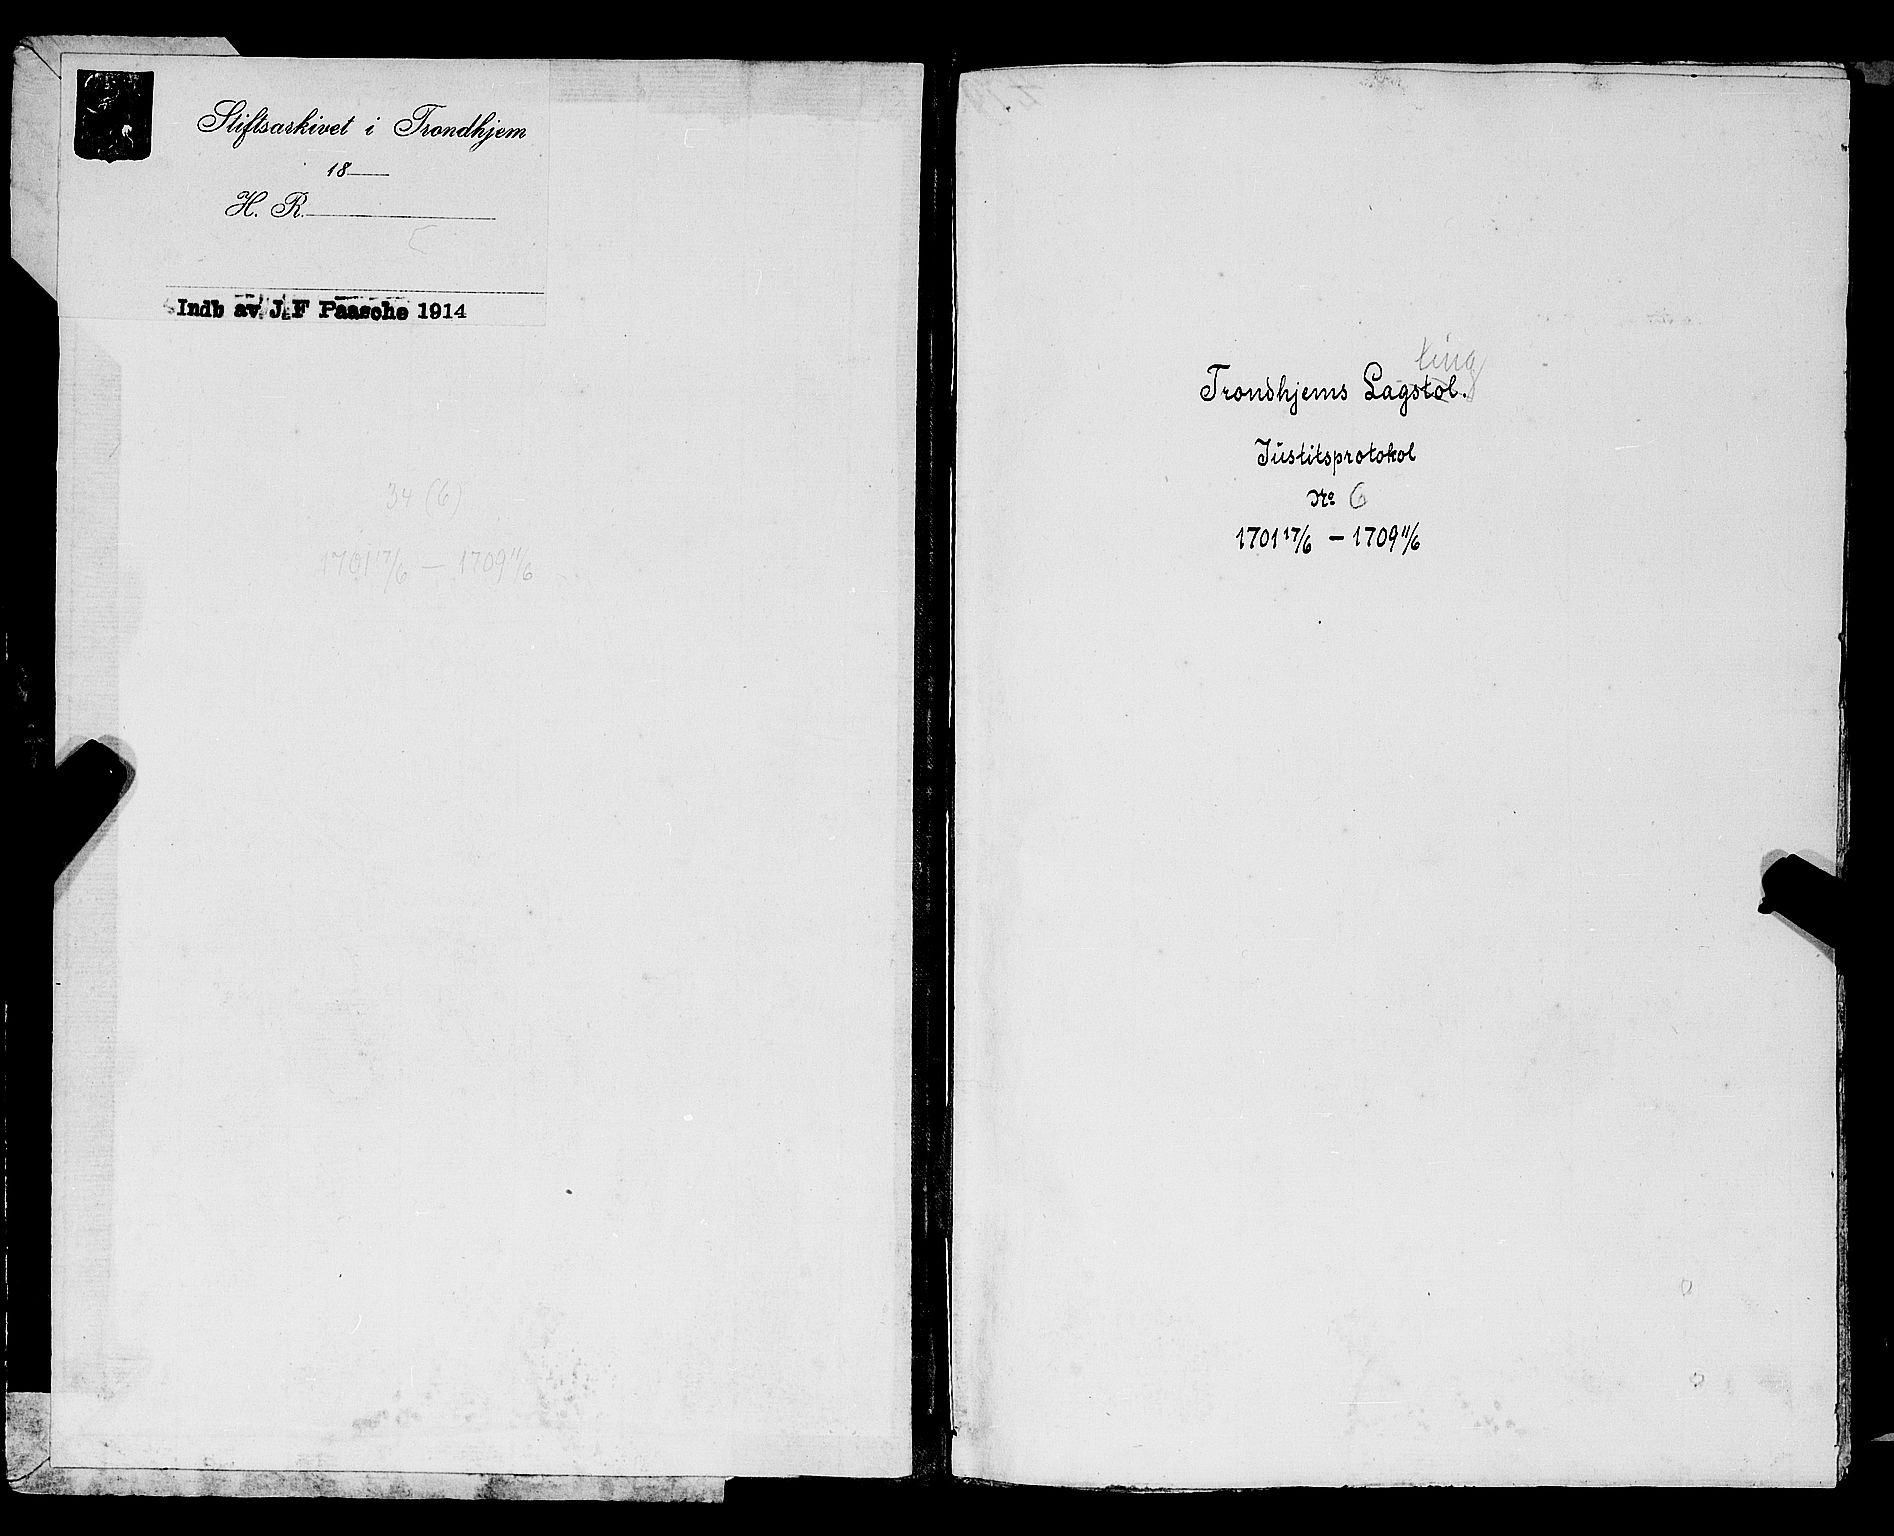 Stiftsarkivet i Trondhjem
18
H. R.
Indb av J. F Paasche 1914
34 (6)
1701 17/6 — 1709 11/6
ting
Trondhjems Lagstol.
Justitsprotokol
No 6
1701 17/6 — 1709 11/6